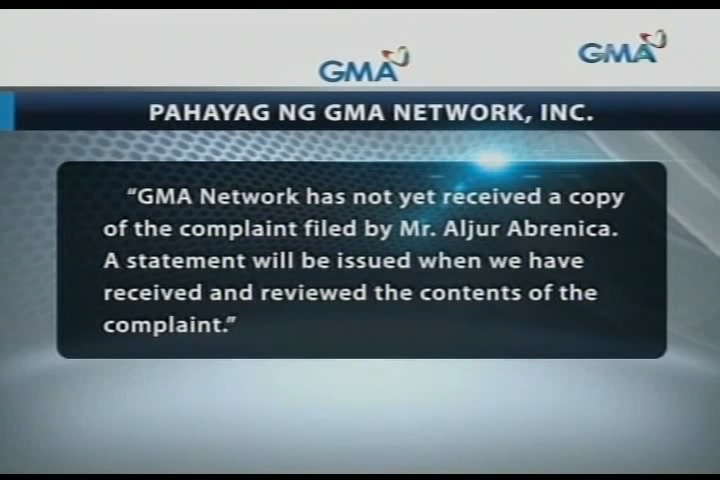 GMA
GMA
PAHAYAG NG GMA NETWORK, INC.
“GMA Network has not yet received a copy
of the complaint filed by Mr. Aljur Abrenica.
A statement will be issued when we have
received and reviewed the contents of the
complaint.”